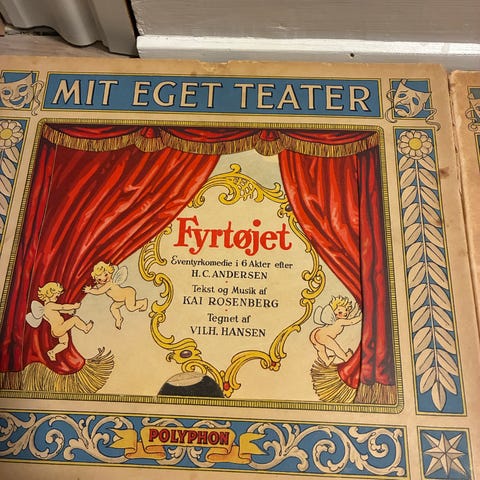 MIT EGET TEATER
Fyrtøjet
Eventyrkomedie i 6 Akter efter
H. C. ANDERSEN
Tekst og Musik af
KAI ROSENBERG
Tegnet af
VILH. HANSEN
POLYPHON